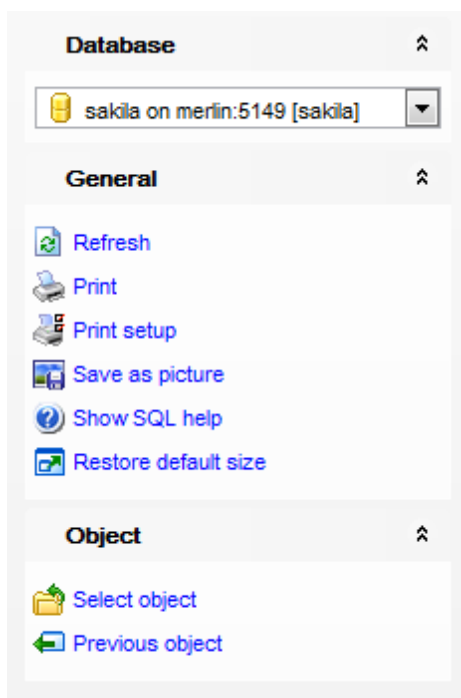 Database
sakila on merlin:5149 [sakila]
General
Refresh
Print
Print setup
Save as picture
Show SQL help
Restore default size
Object
Select object
Previous object